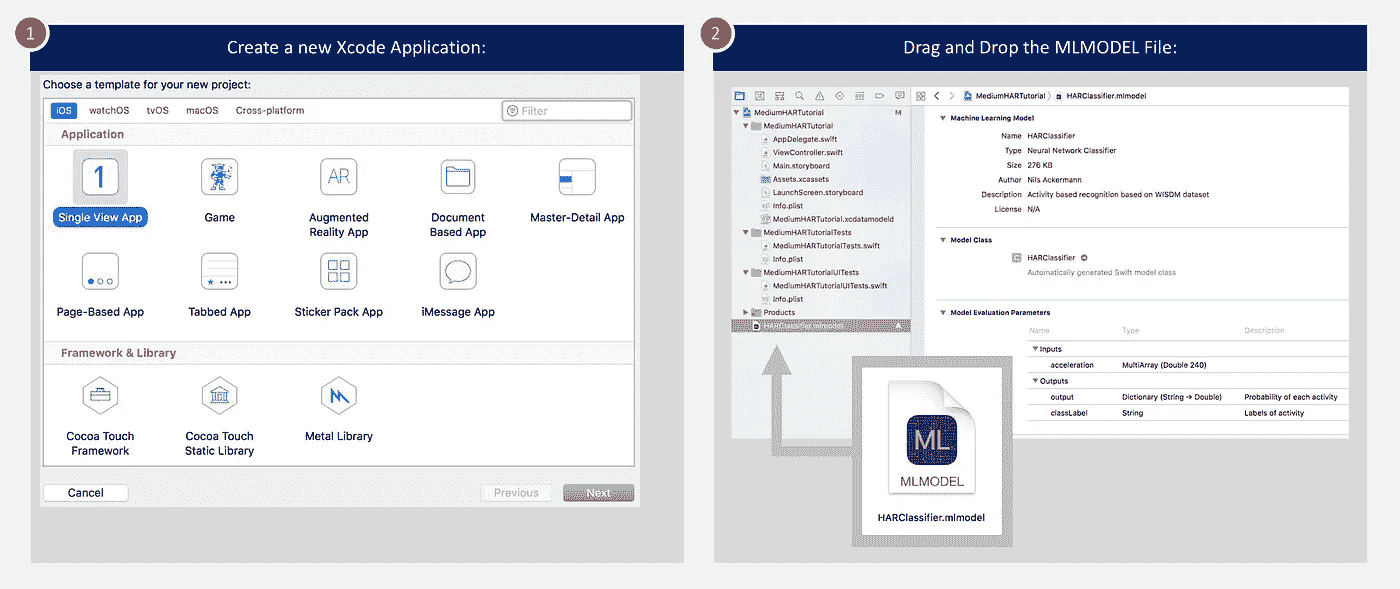 1
Create a new Xcode Application:
Choose a template for your new project:
iOS watchOS tvOS macOS Cross-platform Filter
Application
1
AR
Single View App Game Augmented Document Master-Detail App
Reality App Based App
Page-Based App Tabbed App Sticker Pack App iMessage App
Framework & Library
Cocoa Touch Cocoa Touch Metal Library
Framework Static Library
Cancel Previous Next
2
Drag and Drop the MLMODEL File:
MediumHARTutorial M
MediumHARTutorial
AppDelegate.swift
ViewController.swift
Main.storyboard
Assets.xcassets
LaunchScreen.storyboard
Info.plist
MediumHARTutorial.xcdatamodeld
MediumHARTutorialTests
MediumHARTutorialTests.swift
Info.plist
MediumHARTutorialUITests
MediumHARTutorialUITests.swift
Info.plist
Products
HARClassifier.mlmodel A
MediumHARTutorial HARClassifier.mlmodel
Machine Learning Model
Name HARClassifier
Type Neural Network Classifier
Size 276 KB
Author Nils Ackermann
Description Activity based recognition based on WISDM dataset
License N/A
Model Class
C HARClassifier
Automatically generated Swift model class
Model Evaluation Parameters
Name Type Description
Inputs
acceleration MultiArray (Double 240)
Outputs
output Dictionary (String → Double) Probability of each activity
classLabel String Labels of activity
ML
MLMODEL
HARClassifier.mlmodel